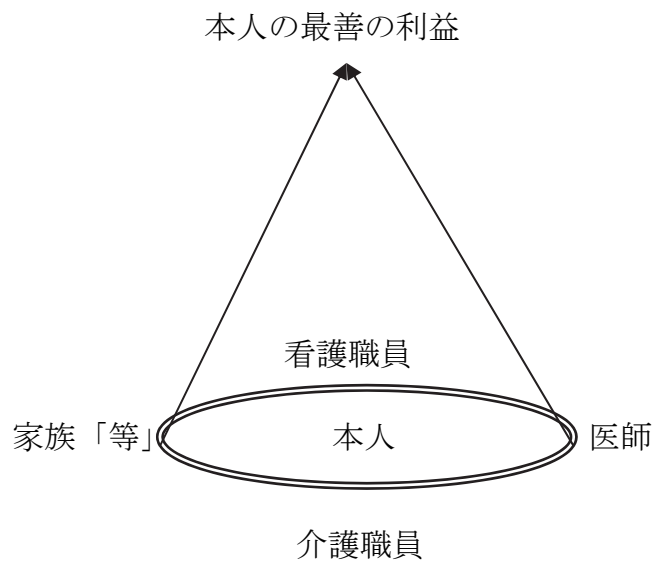 本人の最善の利益
看護職員
家族「等」
本人
医師
介護職員